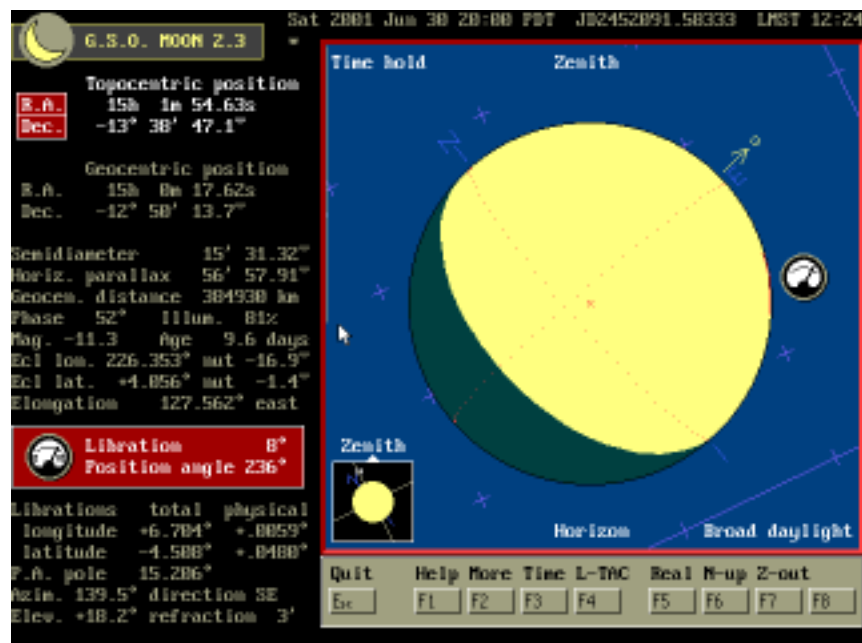 Sat 2001 Jun 30 20:00 PDT JD2452091.58333 LMST 12:24
G.S.O. MOON 2.3
Topocentric position
R.A. 15h 1m 54.63s
Dec. -13° 38' 47.1"
Geocentric position
R.A. 15h 0m 17.62s
Dec. -12° 50' 13.7"
Semidiameter 15' 31.32"
Horiz. parallax 56' 57.91"
Geocen. distance 384930 km
Phase 52° Illum. 81%
Mag. -11.3 Age 9.6 days
Ecl lon. 226.353° nut -16.9"
Ecl lat. +4.056° nut -1.4"
Elongation 127.562° east
Libration 8°
Position angle 236°
Librations total physical
longitude +6.704° +.0059°
latitude -4.508° +.0480°
P.A. pole 15.206°
Azim. 139.5° direction SE
Elev. +18.2° refraction 3'
Time hold
Zenith
N
E
Zenith
N
Horizon
Broad daylight
Quit Help More Time L-TAC Real N-up Z-out
Esc F1 F2 F3 F4 F5 F6 F7 F8